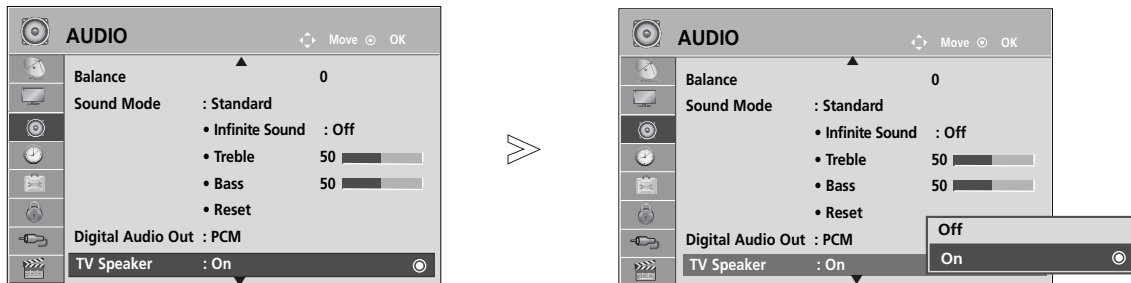 AUDIO
Move OK
Balance 0
Sound Mode : Standard
• Infinite Sound : Off
• Treble 50
• Bass 50
• Reset
Digital Audio Out : PCM
TV Speaker : On
AUDIO
Move OK
Balance 0
Sound Mode : Standard
• Infinite Sound : Off
• Treble 50
• Bass 50
• Reset
Digital Audio Out : PCM
TV Speaker : On
Off
On